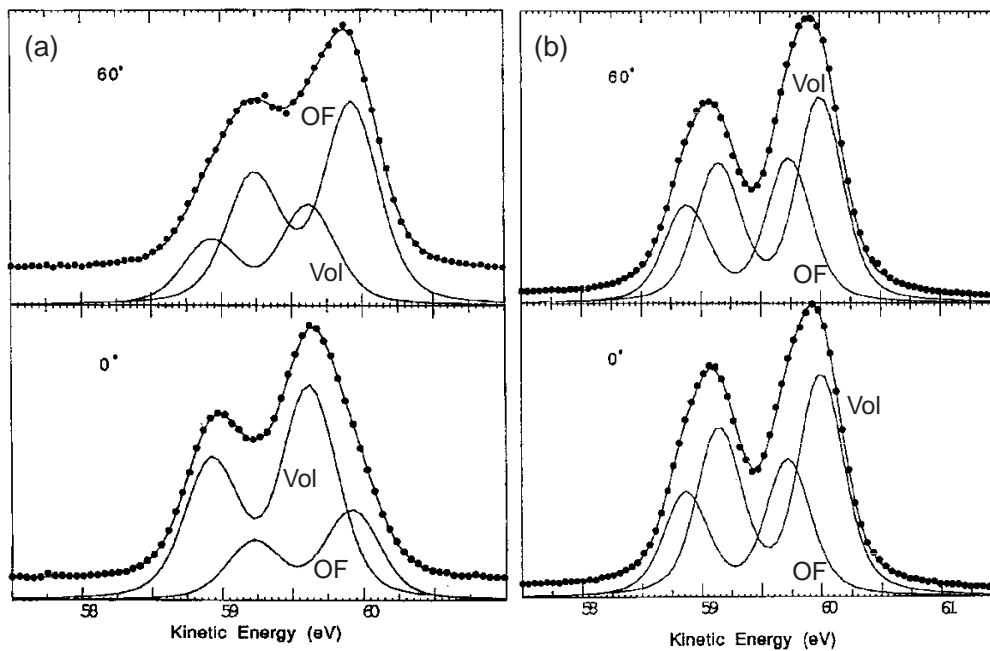 (a)
60°
OF
Vol
0°
Vol
OF
58 59 60
Kinetic Energy (eV)
(b)
60°
Vol
OF
0°
Vol
OF
58 59 60 61
Kinetic Energy (eV)